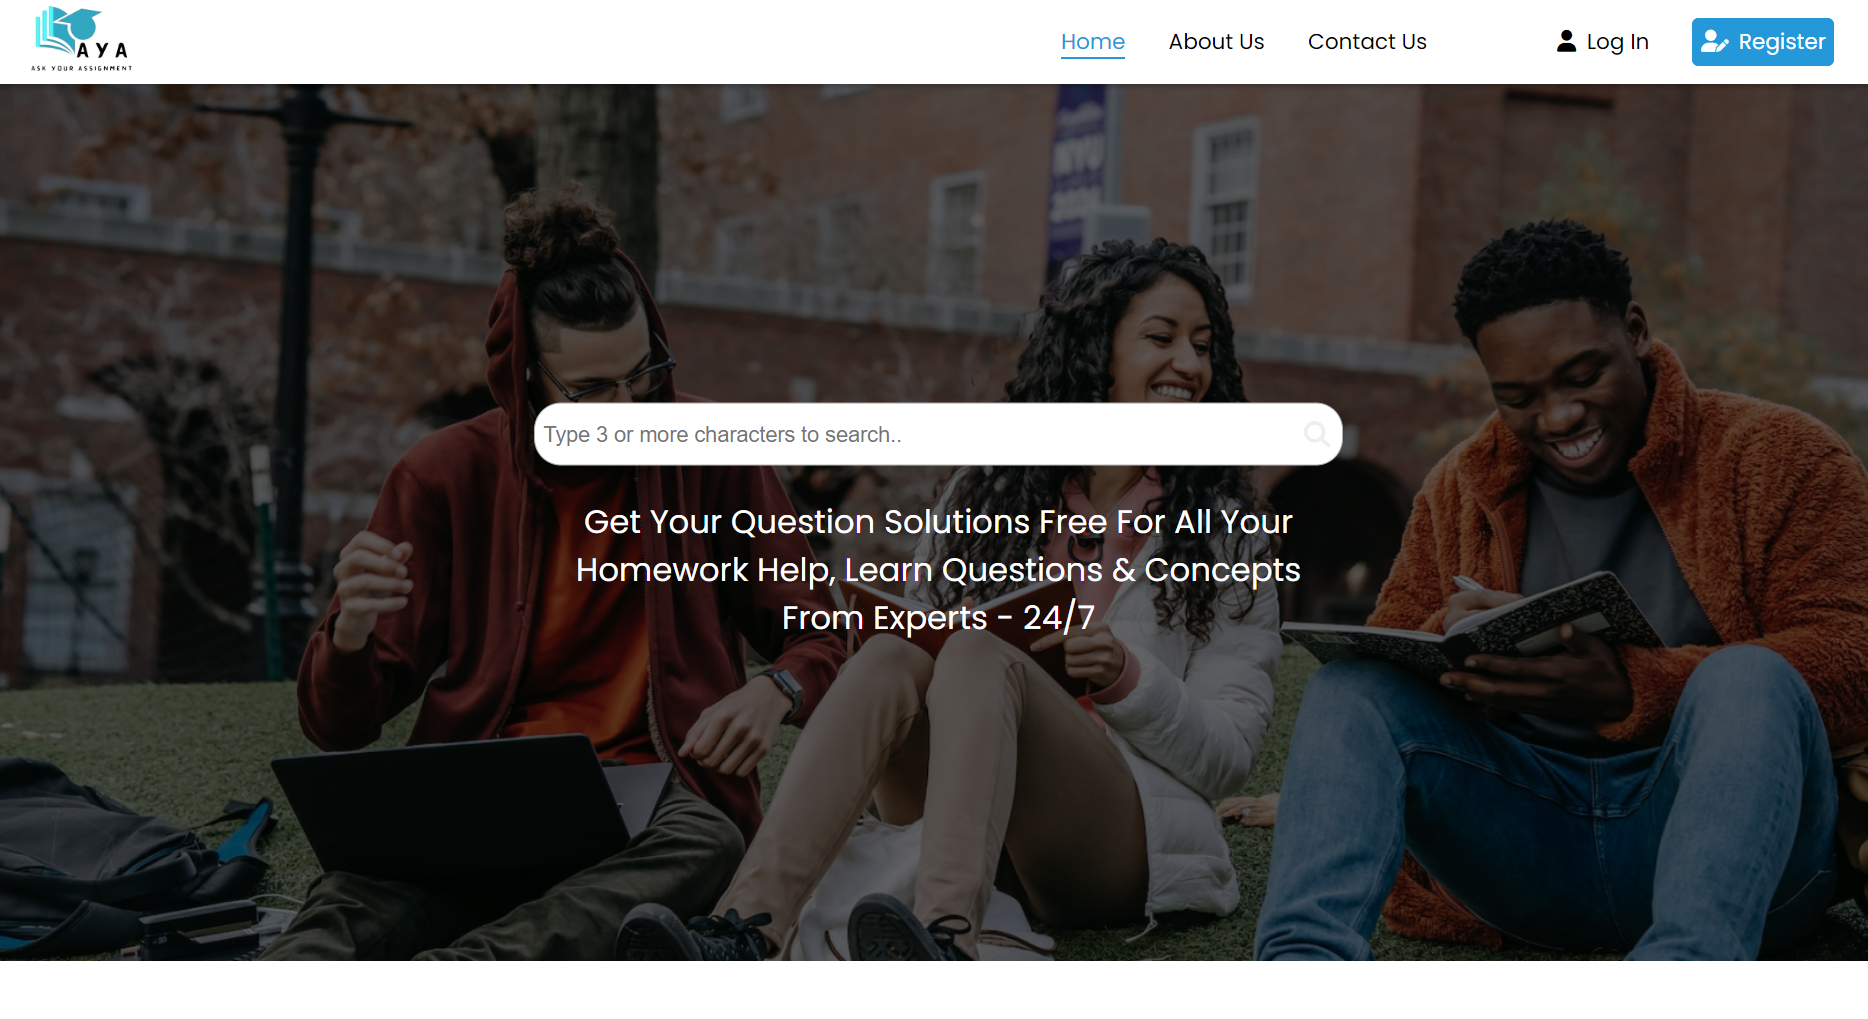 AYA
ASK YOUR ASSIGNMENT
Home
About Us
Contact Us
Log In
Register
NYU
Type 3 or more characters to search..
Get Your Question Solutions Free For All Your
Homework Help, Learn Questions & Concepts
From Experts - 24/7